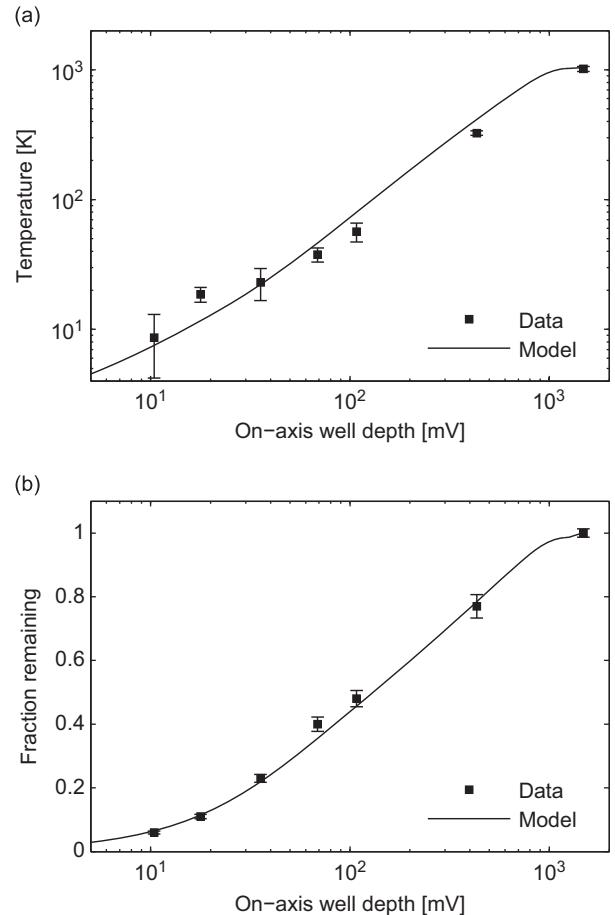 (a)
10³
10²
10¹
Temperature [K]
Data
Model
10¹
10²
10³
On−axis well depth [mV]
(b)
1
0.8
0.6
0.4
0.2
0
Fraction remaining
Data
Model
10¹
10²
10³
On−axis well depth [mV]